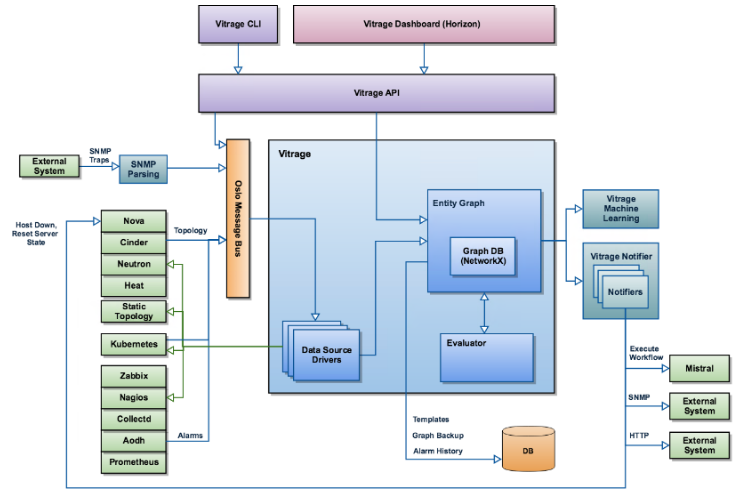 Vitrage CLI
Vitrage Dashboard (Horizon)
Vitrage API
External
System
SNMP
Traps
SNMP
Parsing
Oslo Message Bus
Vitrage
Entity Graph
Graph DB
(NetworkX)
Evaluator
Data Source
Drivers
Vitrage
Machine
Learning
Vitrage Notifier
Notifiers
Host Down,
Reset Server
State
Nova
Cinder
Neutron
Heat
Static
Topology
Kubernetes
Zabbix
Nagios
Collectd
Aodh
Prometheus
Topology
Alarms
Templates
Graph Backup
Alarm History
DB
Execute
Workflow
Mistral
SNMP
External
System
HTTP
External
System